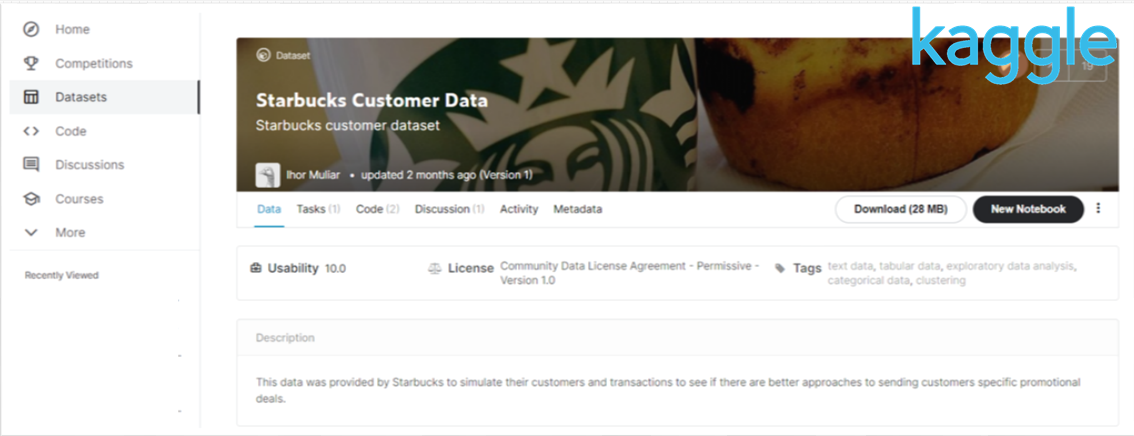 kaggle
Home
Competitions
Datasets
Code
Discussions
Courses
More
Recently Viewed
Dataset
19
Starbucks Customer Data
Starbucks customer dataset
Ihor Muliar • updated 2 months ago (Version 1)
Data Tasks (1) Code (2) Discussion (1) Activity Metadata Download (28 MB) New Notebook
Usability 10.0 License Community Data License Agreement - Permissive - Tags text data, tabular data, exploratory data analysis,
Version 1.0 categorical data, clustering
Description
This data was provided by Starbucks to simulate their customers and transactions to see if there are better approaches to sending customers specific promotional
deals.